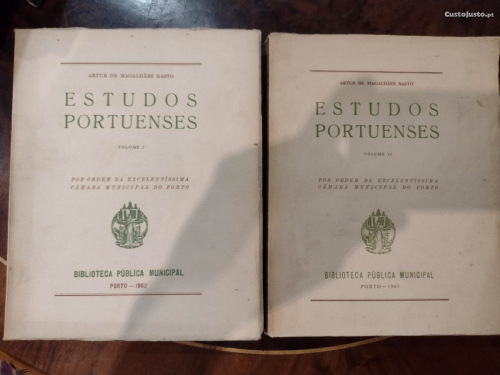 CustoJusto.pt
ARTUR DE MAGALHÃES BASTO
ESTUDOS
PORTUENSES
VOLUME I
POR ORDEM DA EXCELENTÍSSIMA
CÂMARA MUNICIPAL DO PORTO
BIBLIOTECA PÚBLICA MUNICIPAL
PORTO — 1962
ARTUR DE MAGALHÃES BASTO
ESTUDOS
PORTUENSES
VOLUME II
POR ORDEM DA EXCELENTÍSSIMA
CÂMARA MUNICIPAL DO PORTO
BIBLIOTECA PÚBLICA MUNICIPAL
PORTO —